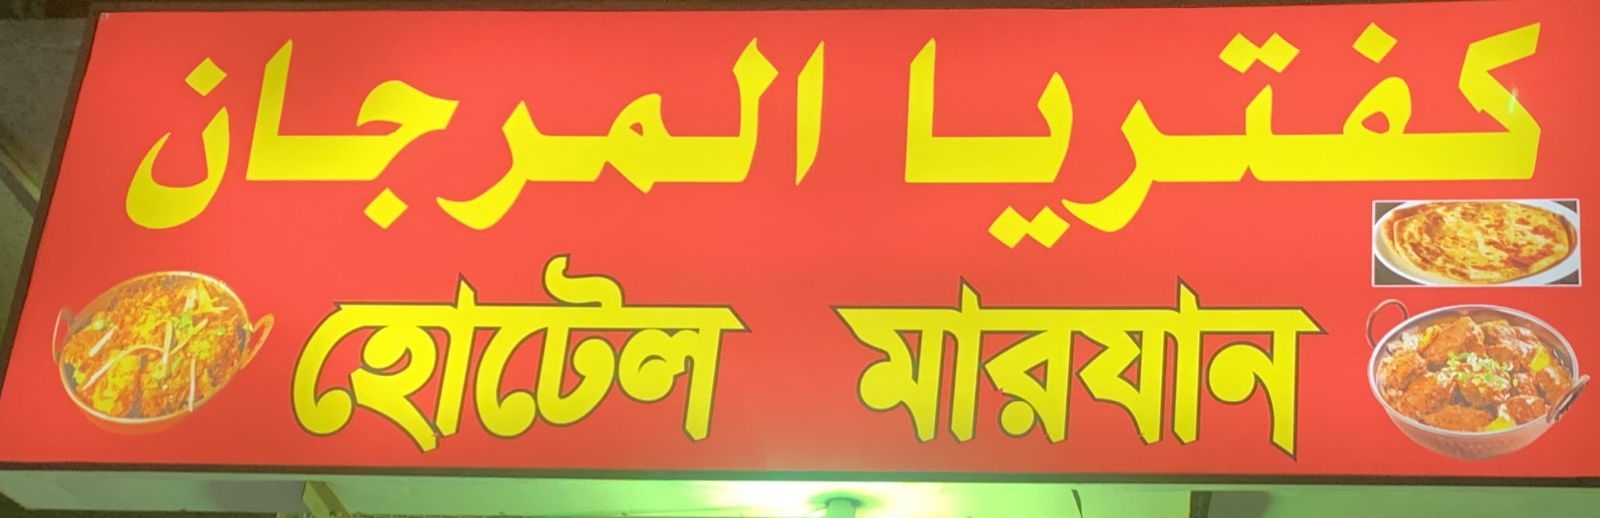 كفتريا المرجان
হোটেল মারযান